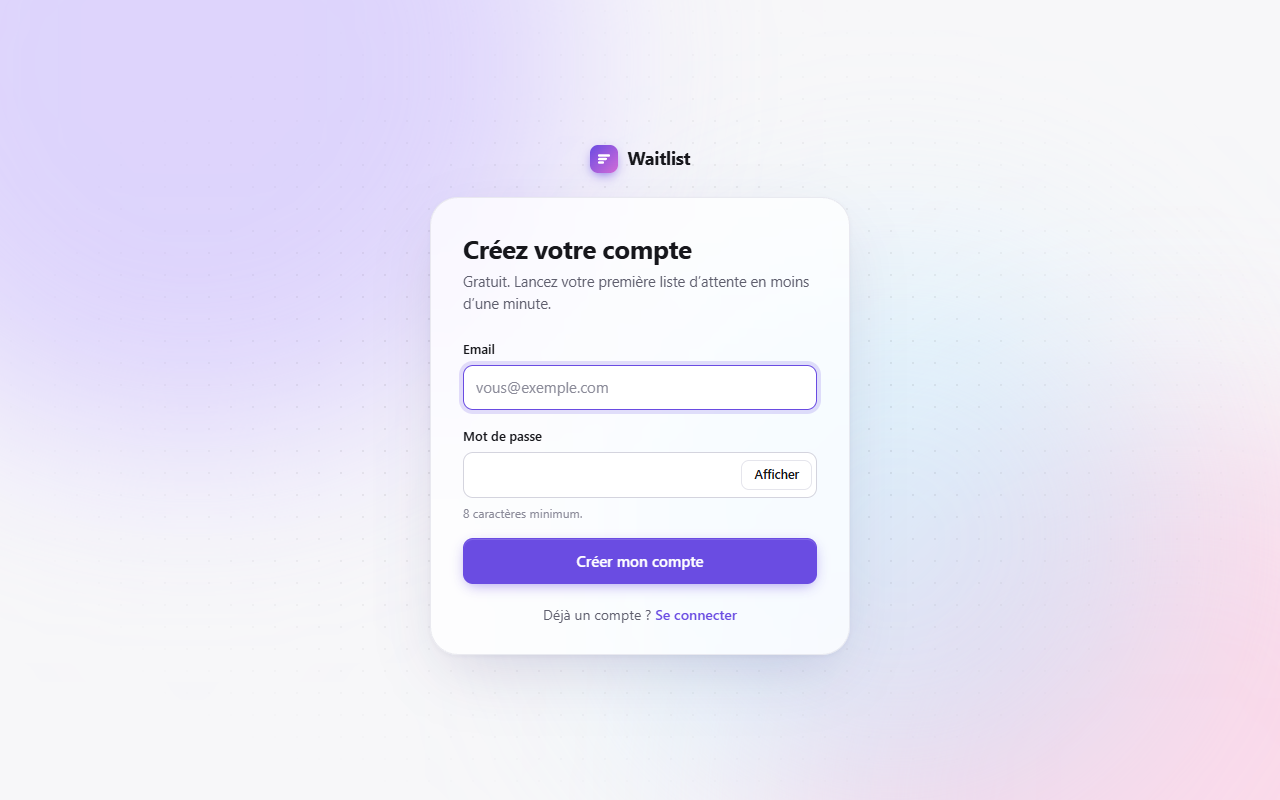 Waitlist
Créez votre compte
Gratuit. Lancez votre première liste d’attente en moins
d’une minute.
Email
vous@exemple.com
Mot de passe
Afficher
8 caractères minimum.
Créer mon compte
Déjà un compte ? Se connecter